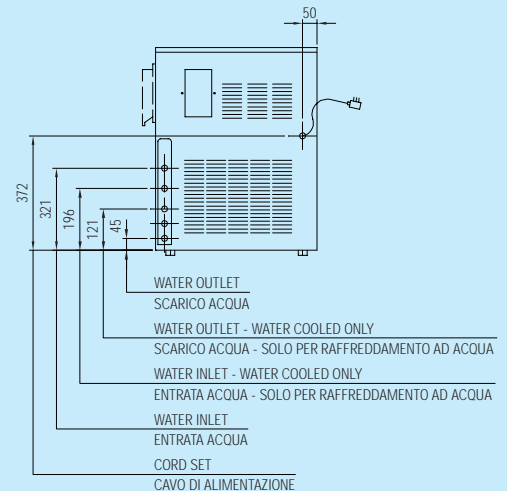 50
372
321
196
121
45
WATER OUTLET
SCARICO ACQUA
WATER OUTLET - WATER COOLED ONLY
SCARICO ACQUA - SOLO PER RAFFREDDAMENTO AD ACQUA
WATER INLET - WATER COOLED ONLY
ENTRATA ACQUA - SOLO PER RAFFREDDAMENTO AD ACQUA
WATER INLET
ENTRATA ACQUA
CORD SET
CAVO DI ALIMENTAZIONE